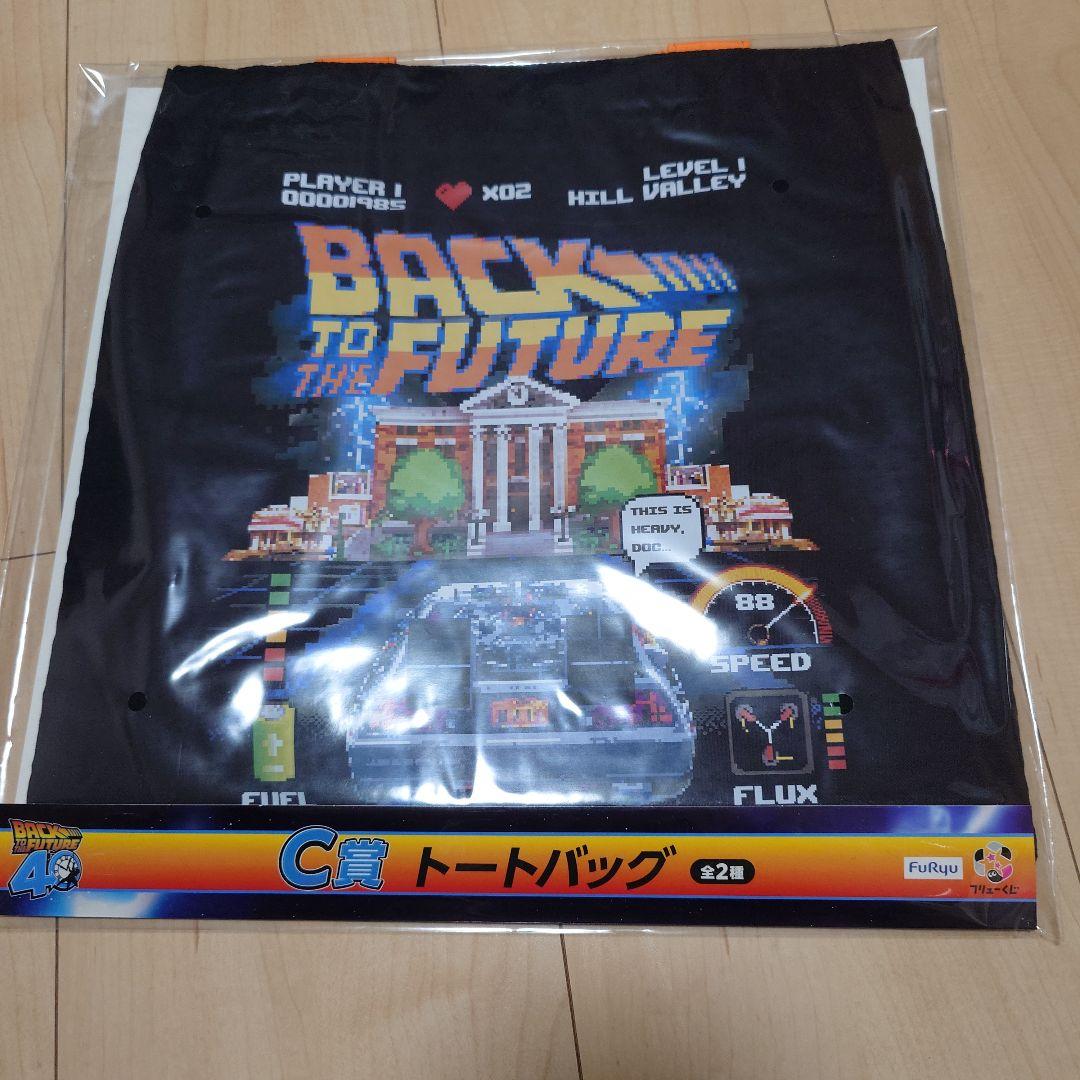 PLAYER 1
00001985
X02
LEVEL 1
HILL VALLEY
BACK
TO THE FUTURE
THIS IS
HEAVY,
DOC...
88
SPEED
FUEL
FLUX
BACK
TO THE FUTURE
40
C賞
トートバッグ
全2種
FuRyu
フリューくじ